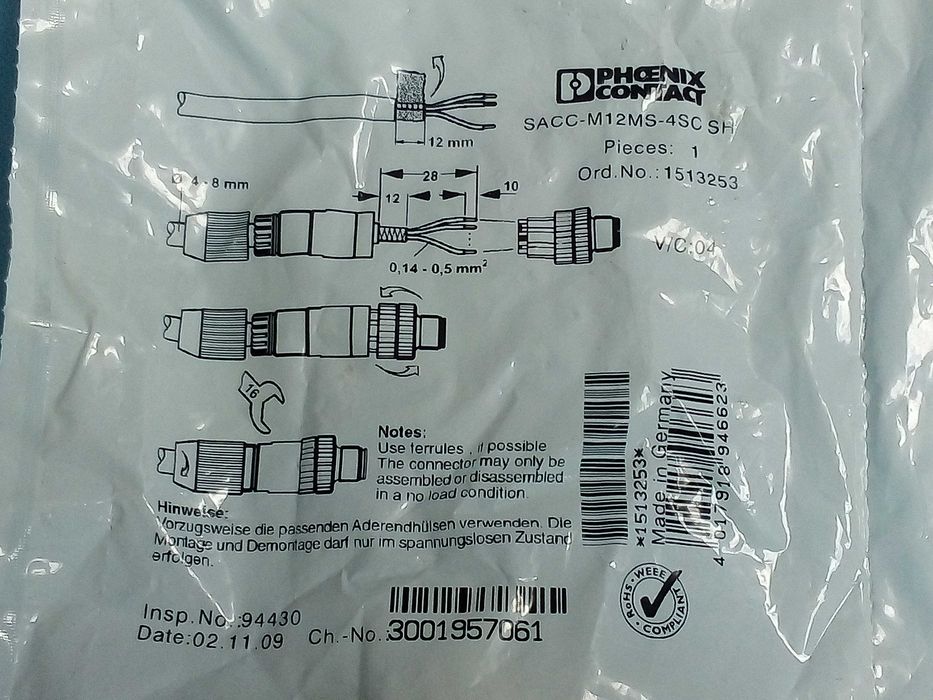 PHŒNIX
CONTACT
SACC-M12MS-4SC SH
Pieces: 1
Ord.No.:1513253
V/C:04
12 mm
Ø 4 - 8 mm
28
10
12
0,14 - 0,5 mm²
16
Notes:
Use ferrules , if possible
The connector may only be
assembled or disassembled
in a no load condition.
Hinweise:
Vorzugsweise die passenden Aderendhülsen verwenden. Die
Montage und Demontage darf nur im spannungslosen Zustand
erfolgen.
*1513253*
Made in Germany
4 017918 946623
RoHS · WEEE
· COMPLIANT
Insp.No.:94430
Date:02.11.09
Ch.-No.:3001957061